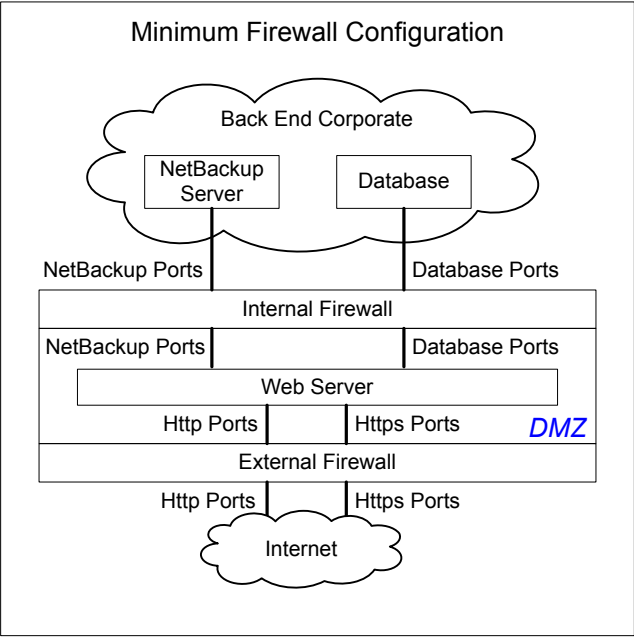 Minimum Firewall Configuration
Back End Corporate
NetBackup
Server
Database
NetBackup Ports
Database Ports
Internal Firewall
NetBackup Ports
Database Ports
Web Server
Http Ports
Https Ports
DMZ
External Firewall
Http Ports
Https Ports
Internet